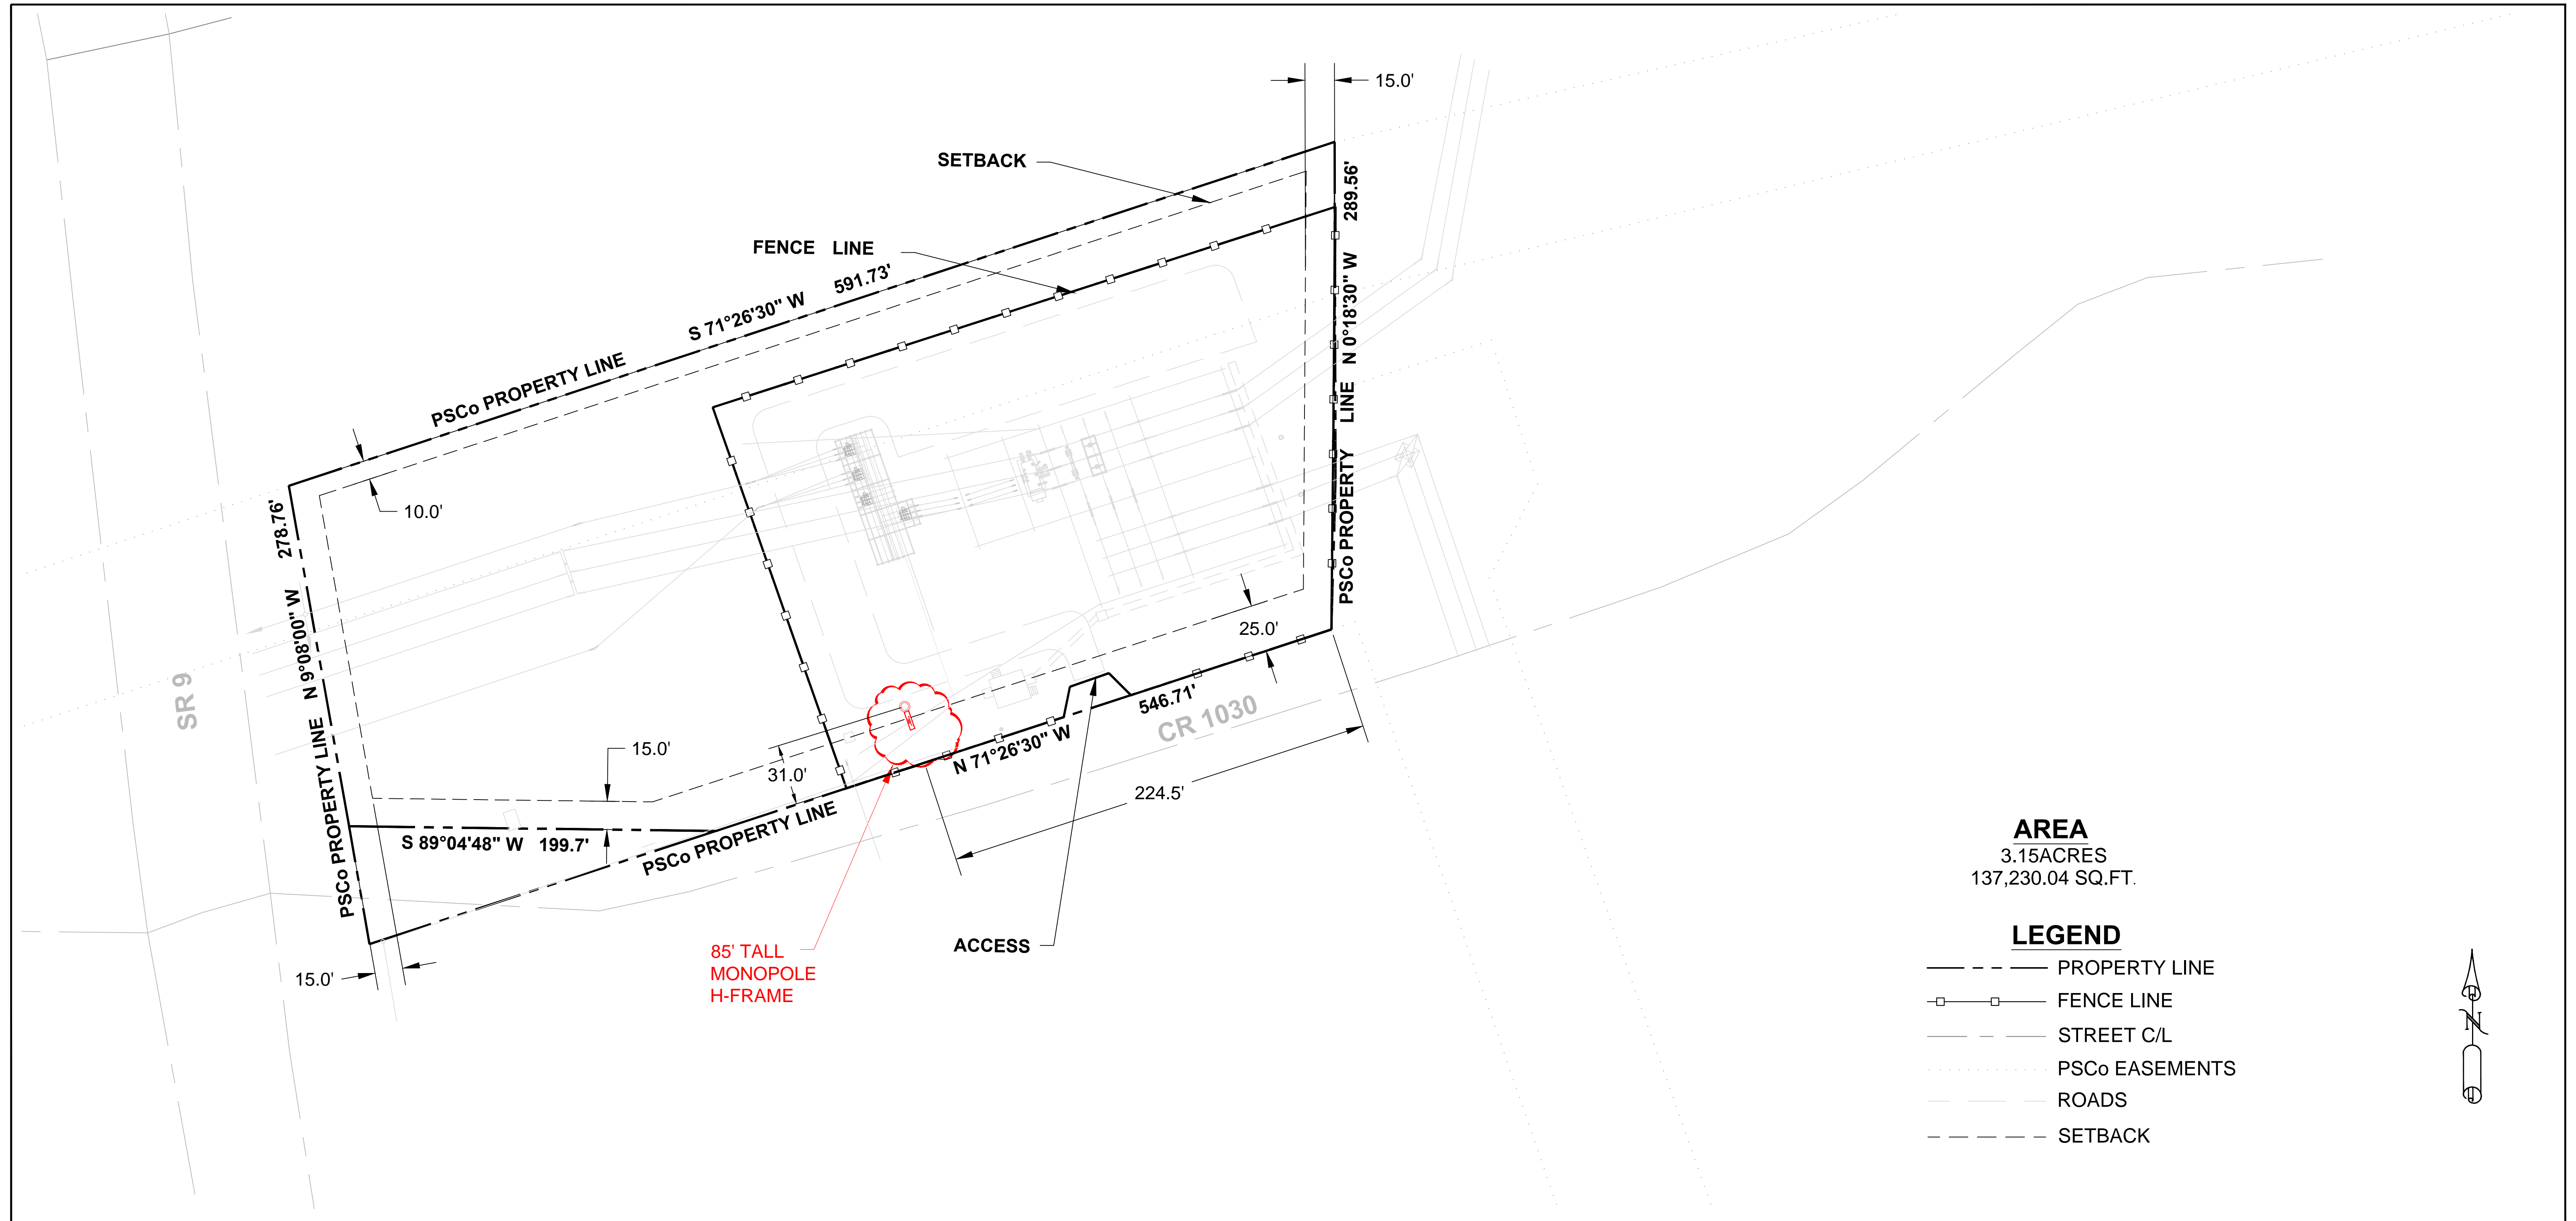 15.0'
SETBACK
289.56'
FENCE LINE
591.73'
S 71°26'30" W
N 0°18'30" W
PSCo PROPERTY LINE
PSCo PROPERTY LINE
10.0'
278.76'
N 9°08'00" W
PSCo PROPERTY LINE
SR 9
25.0'
546.71'
CR 1030
N 71°26'30" W
15.0'
31.0'
224.5'
S 89°04'48" W 199.7'
PSCo PROPERTY LINE
PSCo PROPERTY LINE
85' TALL
MONOPOLE
H-FRAME
ACCESS
15.0'
AREA
3.15ACRES
137,230.04 SQ.FT.
LEGEND
PROPERTY LINE
FENCE LINE
STREET C/L
PSCo EASEMENTS
ROADS
SETBACK
N